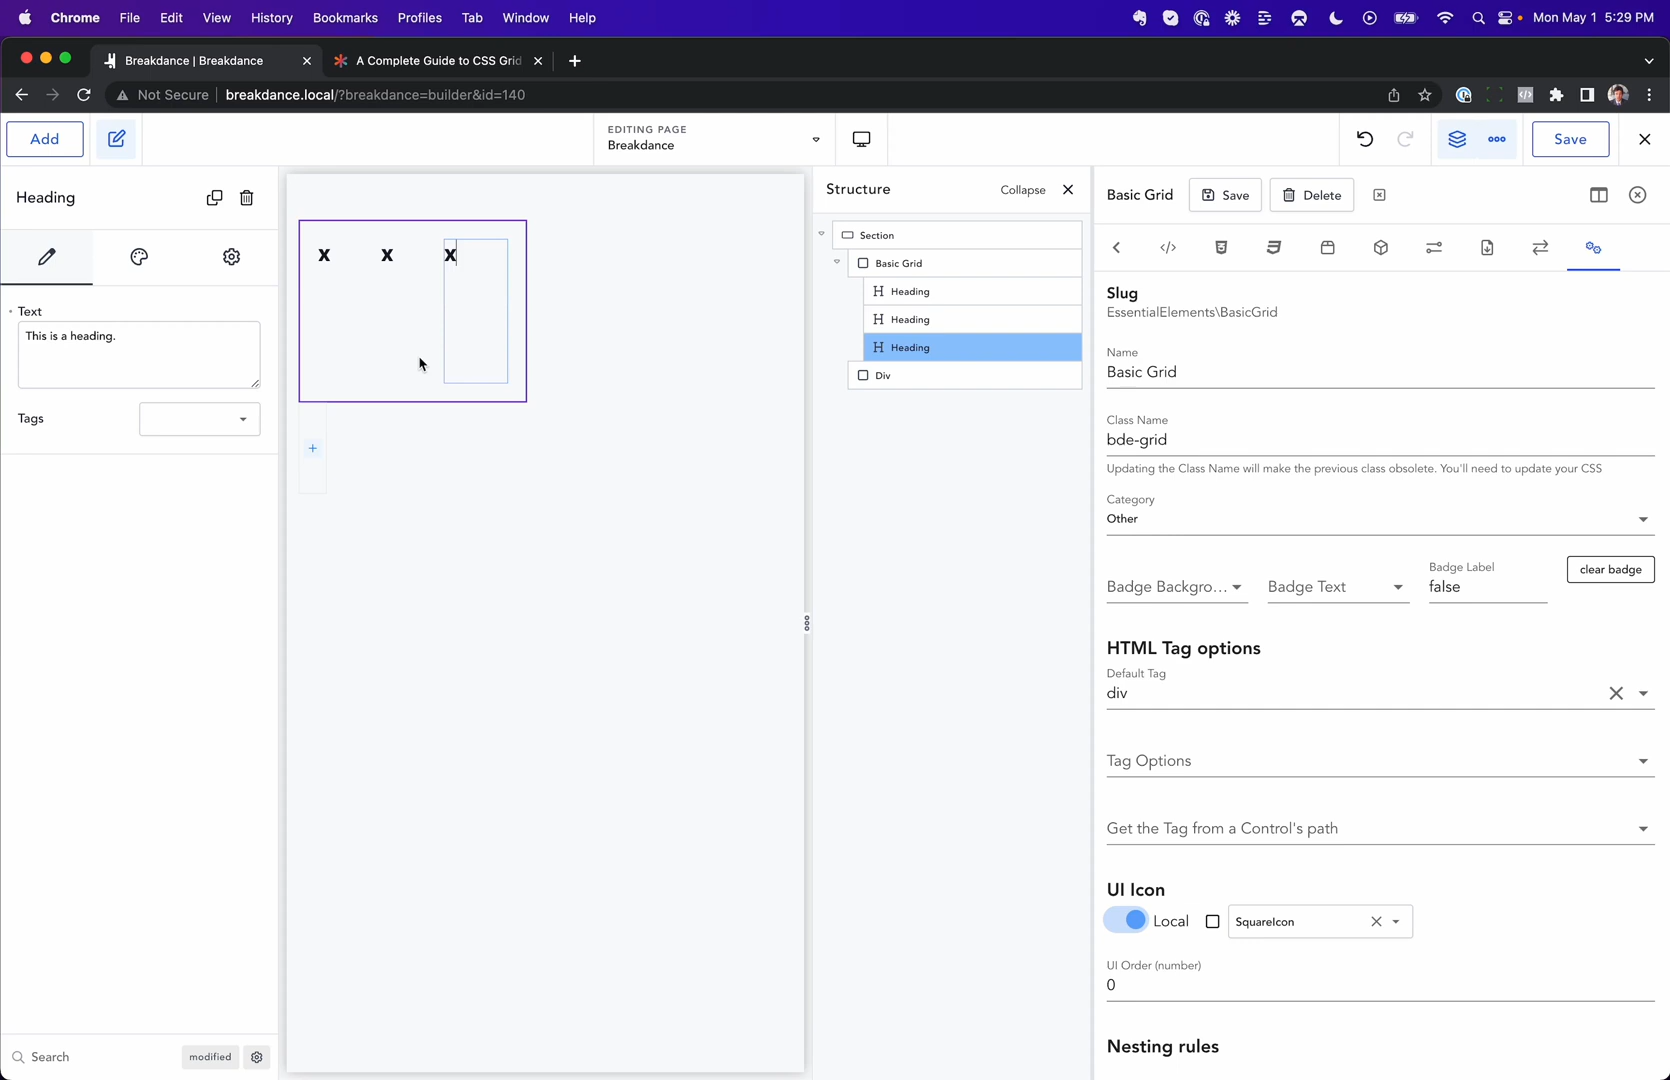 Chrome File Edit View History Bookmarks Profiles Tab Window Help Mon May 1 5:29 PM
Breakdance | Breakdance A Complete Guide to CSS Grid
Not Secure breakdance.local/?breakdance=builder&id=140
Add
EDITING PAGE
Breakdance
Save
Heading
Text
This is a heading.
Tags
Search
modified
x x x
Structure
Collapse
Section
Basic Grid
Heading
Heading
Heading
Div
Basic Grid Save Delete
Slug
EssentialElements\BasicGrid
Name
Basic Grid
Class Name
bde-grid
Updating the Class Name will make the previous class obsolete. You'll need to update your CSS
Category
Other
Badge Backgro...
Badge Text
Badge Label
false
clear badge
HTML Tag options
Default Tag
div
Tag Options
Get the Tag from a Control's path
UI Icon
Local SquareIcon
UI Order (number)
0
Nesting rules